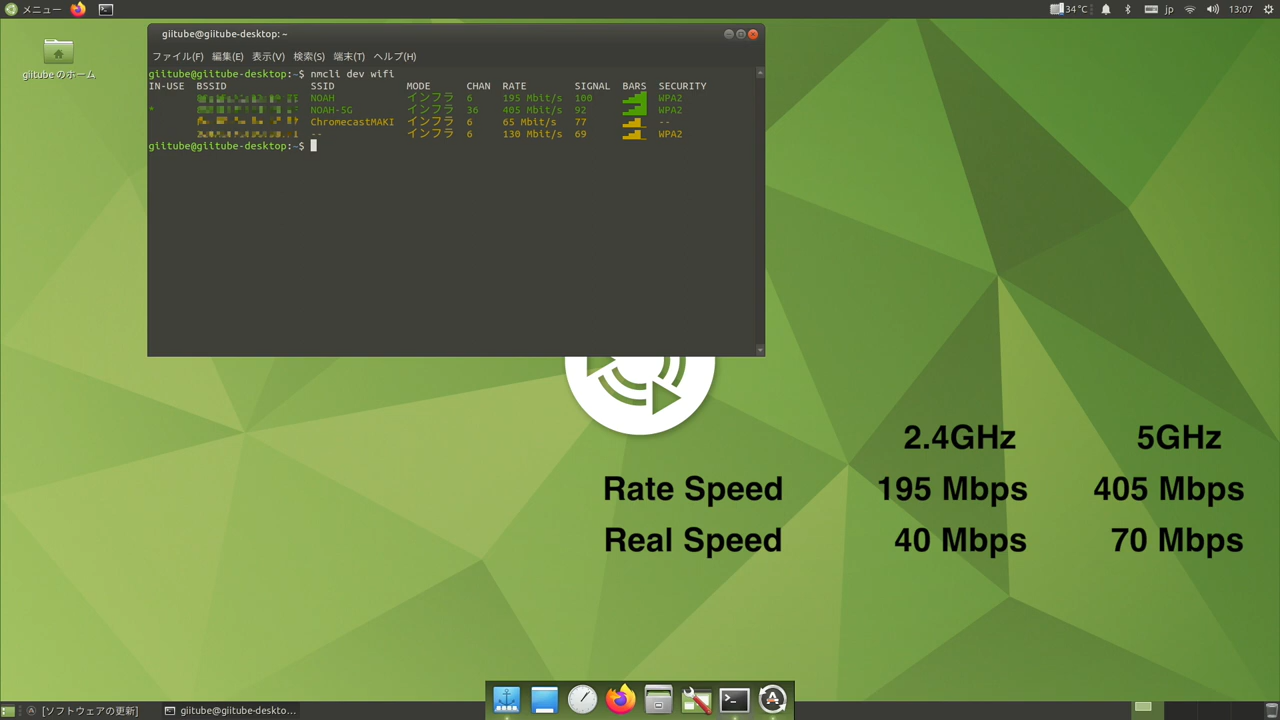 メニュー 34°C jp 13:07
giitube のホーム
giitube@giitube-desktop: ~
ファイル(F) 編集(E) 表示(V) 検索(S) 端末(T) ヘルプ(H)
giitube@giitube-desktop:~$ nmcli dev wifi
IN-USE BSSID SSID MODE CHAN RATE SIGNAL BARS SECURITY
NOAH インフラ 6 195 Mbit/s 100 WPA2
* NOAH-5G インフラ 36 405 Mbit/s 92 WPA2
ChromecastMAKI インフラ 6 65 Mbit/s 77 --
-- インフラ 6 130 Mbit/s 69 WPA2
giitube@giitube-desktop:~$
2.4GHz 5GHz
Rate Speed 195 Mbps 405 Mbps
Real Speed 40 Mbps 70 Mbps
[ソフトウェアの更新] giitube@giitube-deskto...